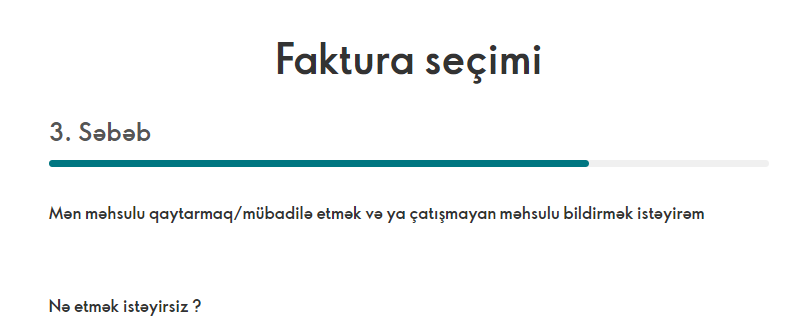 Faktura seçimi
3. Səbəb
Mən məhsulu qaytarmaq/mübadilə etmək və ya çatışmayan məhsulu bildirmək istəyirəm
Nə etmək istəyirsiz ?